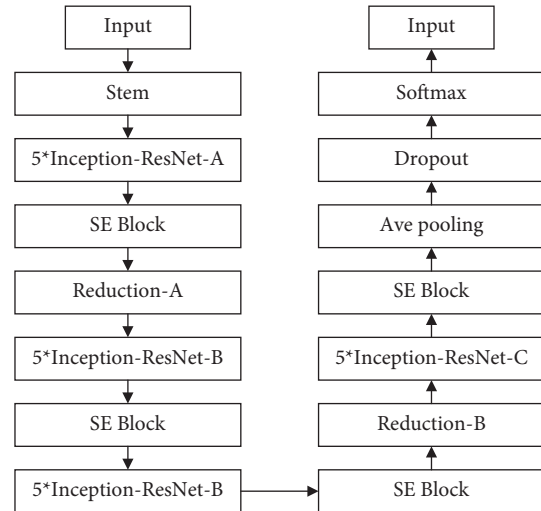 Input
Stem
5*Inception-ResNet-A
SE Block
Reduction-A
5*Inception-ResNet-B
SE Block
5*Inception-ResNet-B
Input
Softmax
Dropout
Ave pooling
SE Block
5*Inception-ResNet-C
Reduction-B
SE Block